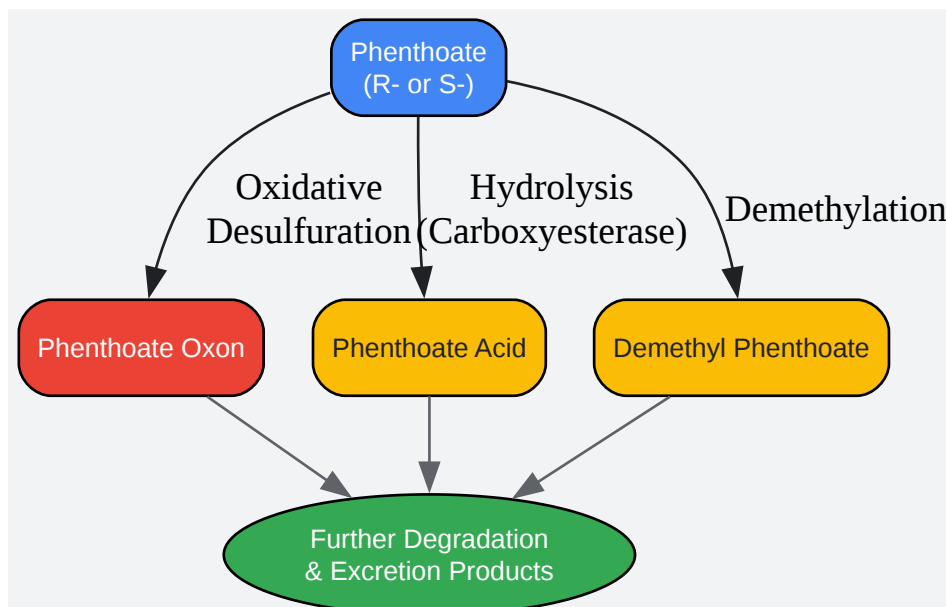 Phenthoate
(R- or S-)
Oxidative
Desulfuration
Hydrolysis
(Carboxyesterase)
Demethylation
Phenthoate Oxon
Phenthoate Acid
Demethyl Phenthoate
Further Degradation
& Excretion Products